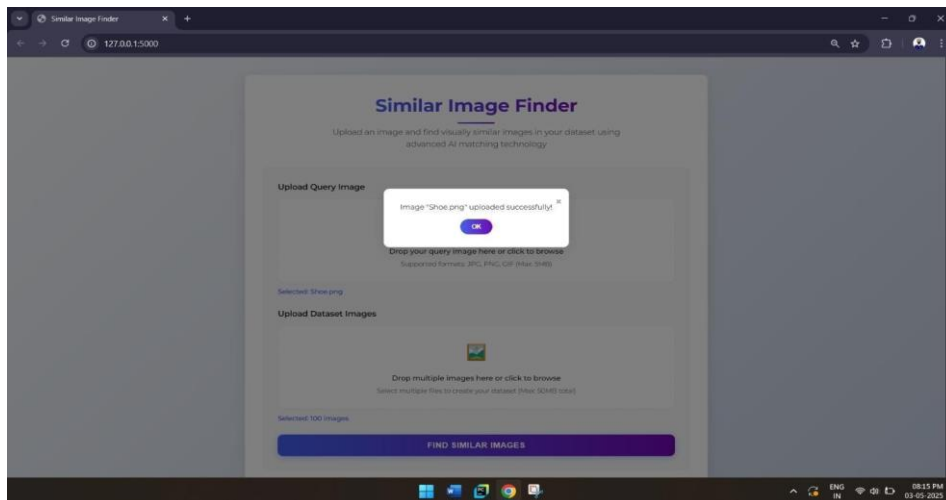 Similar Image Finder
127.0.0.1:5000
Similar Image Finder
Upload an image and find visually similar images in your dataset using
advanced AI matching technology
Upload Query Image
Image "Shoe.png" uploaded successfully!
OK
Drop your query image here or click to browse
Supported formats: JPG, PNG, GIF (Max 5MB)
Selected: Shoe.png
Upload Dataset Images
Drop multiple images here or click to browse
Select multiple files to create your dataset (Max 50MB total)
Selected: 100 images
FIND SIMILAR IMAGES
ENG
IN
08:15 PM
03-05-2025